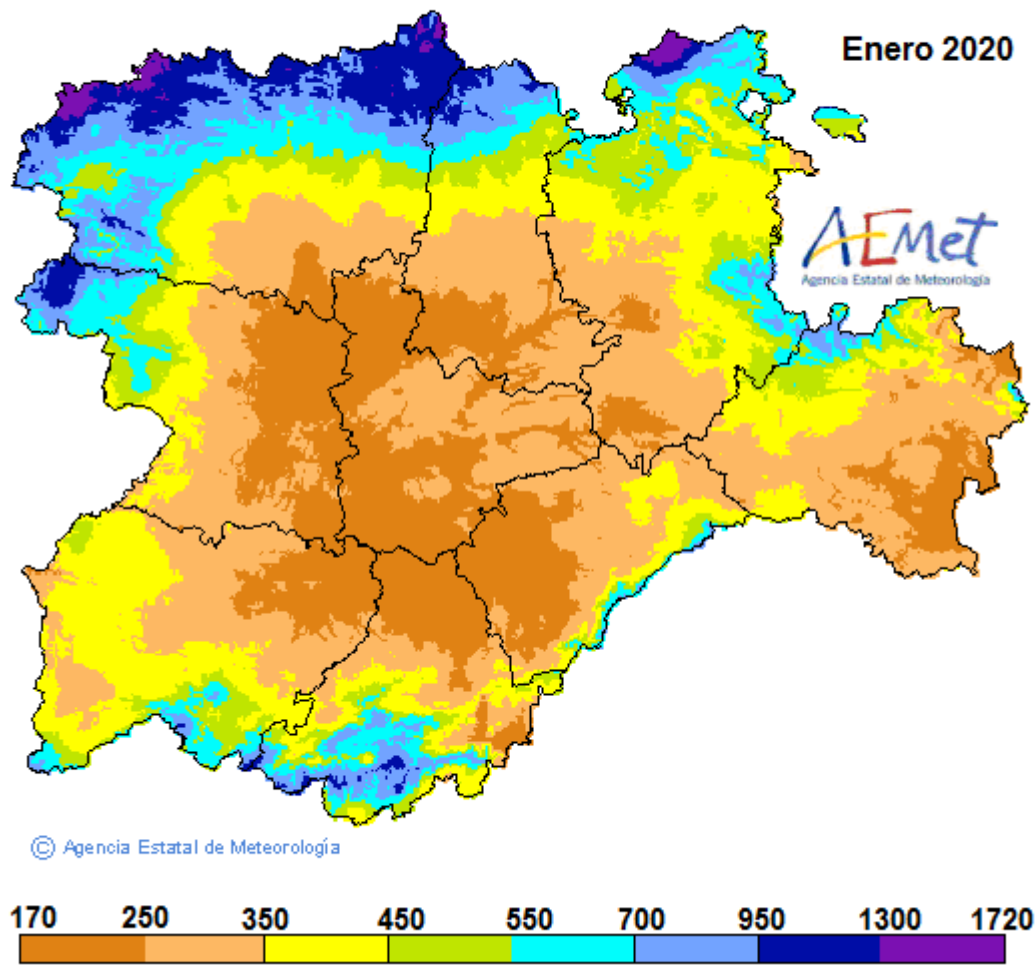 Enero 2020
AEMet
Agencia Estatal de Meteorología
© Agencia Estatal de Meteorología
170 250 350 450 550 700 950 1300 1720